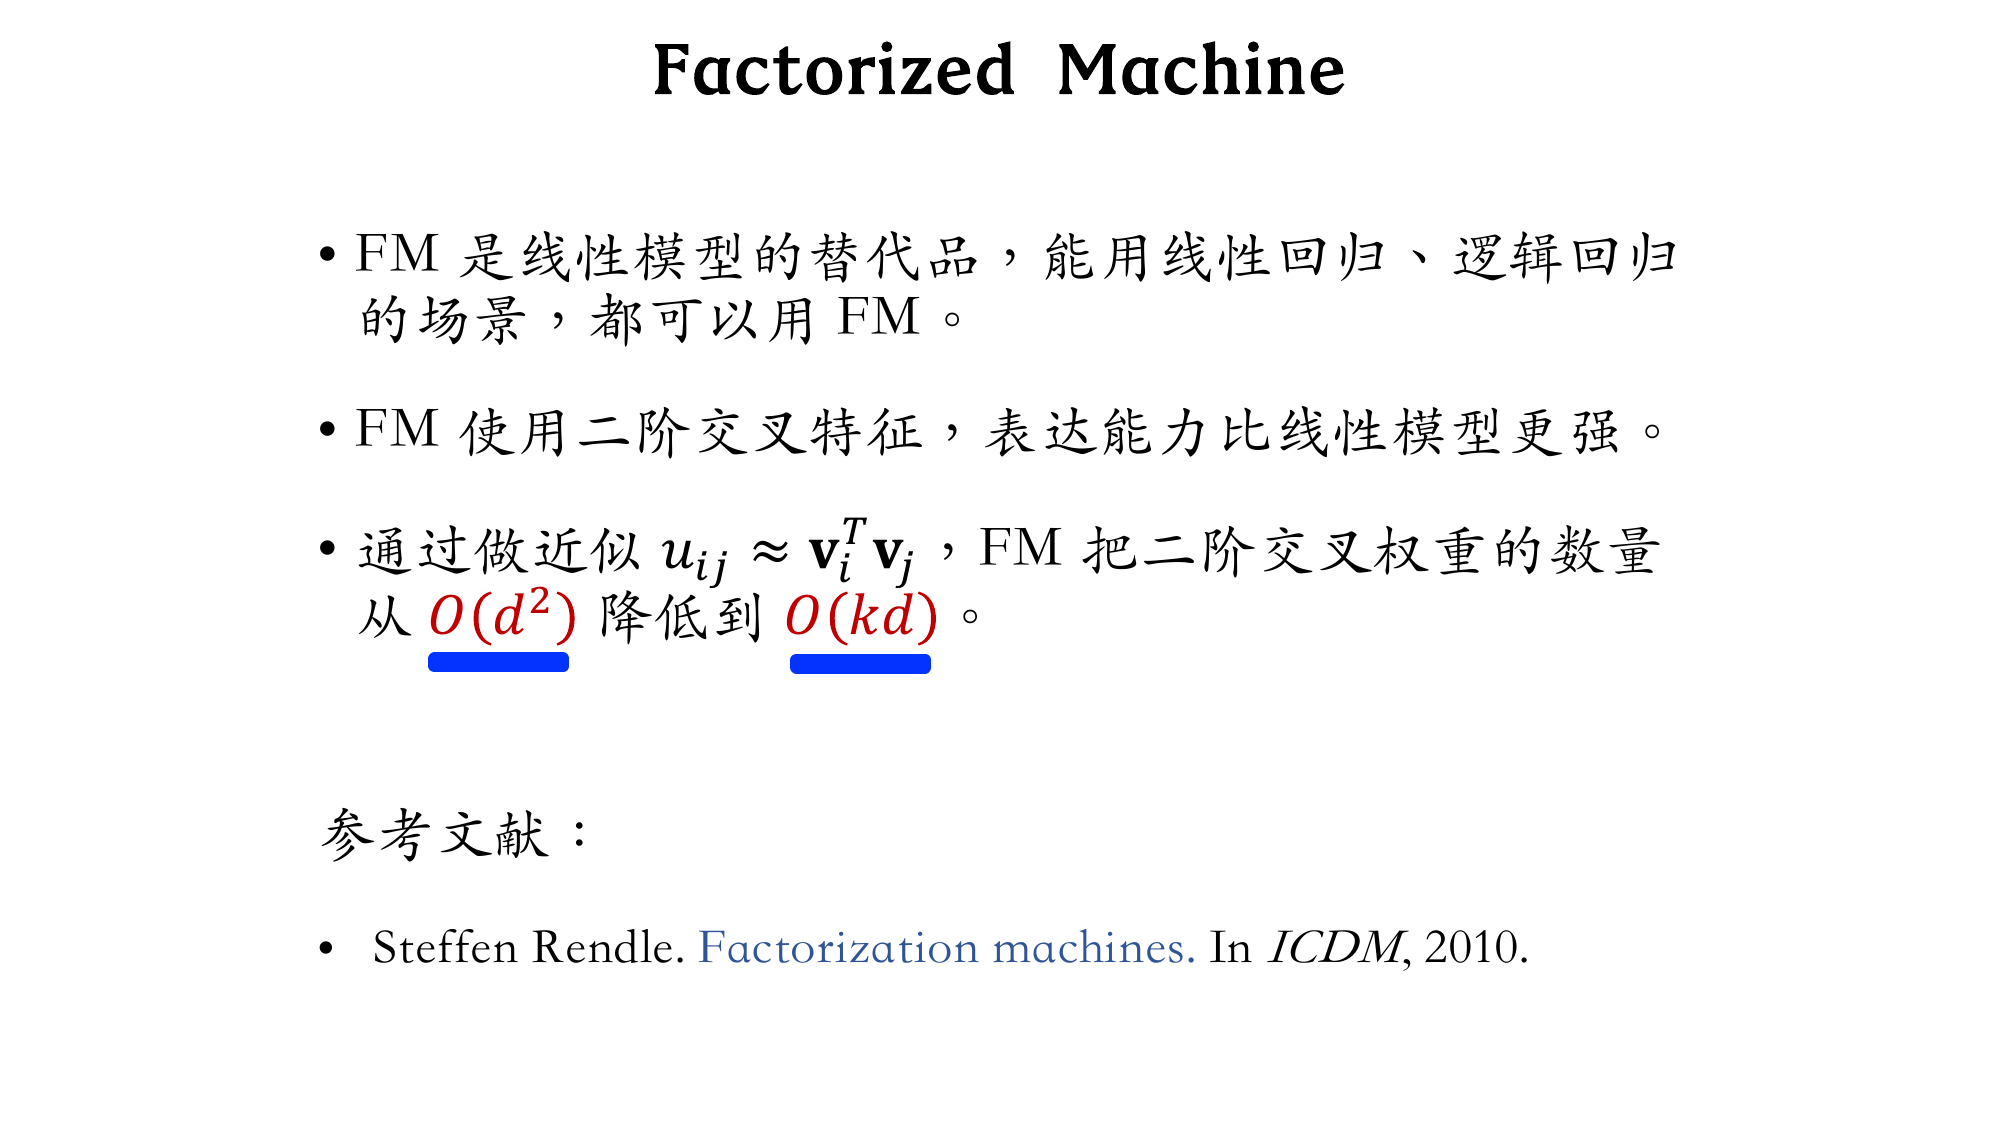 Factorized Machine
• FM 是线性模型的替代品，能用线性回归、逻辑回归
的场景，都可以用 FM。
• FM 使用二阶交叉特征，表达能力比线性模型更强。
• 通过做近似 $u_{ij} \approx \mathbf{v}_i^T \mathbf{v}_j$，FM 把二阶交叉权重的数量
从 $O(d^2)$ 降低到 $O(kd)$。
参考文献：
• Steffen Rendle. Factorization machines. In ICDM, 2010.